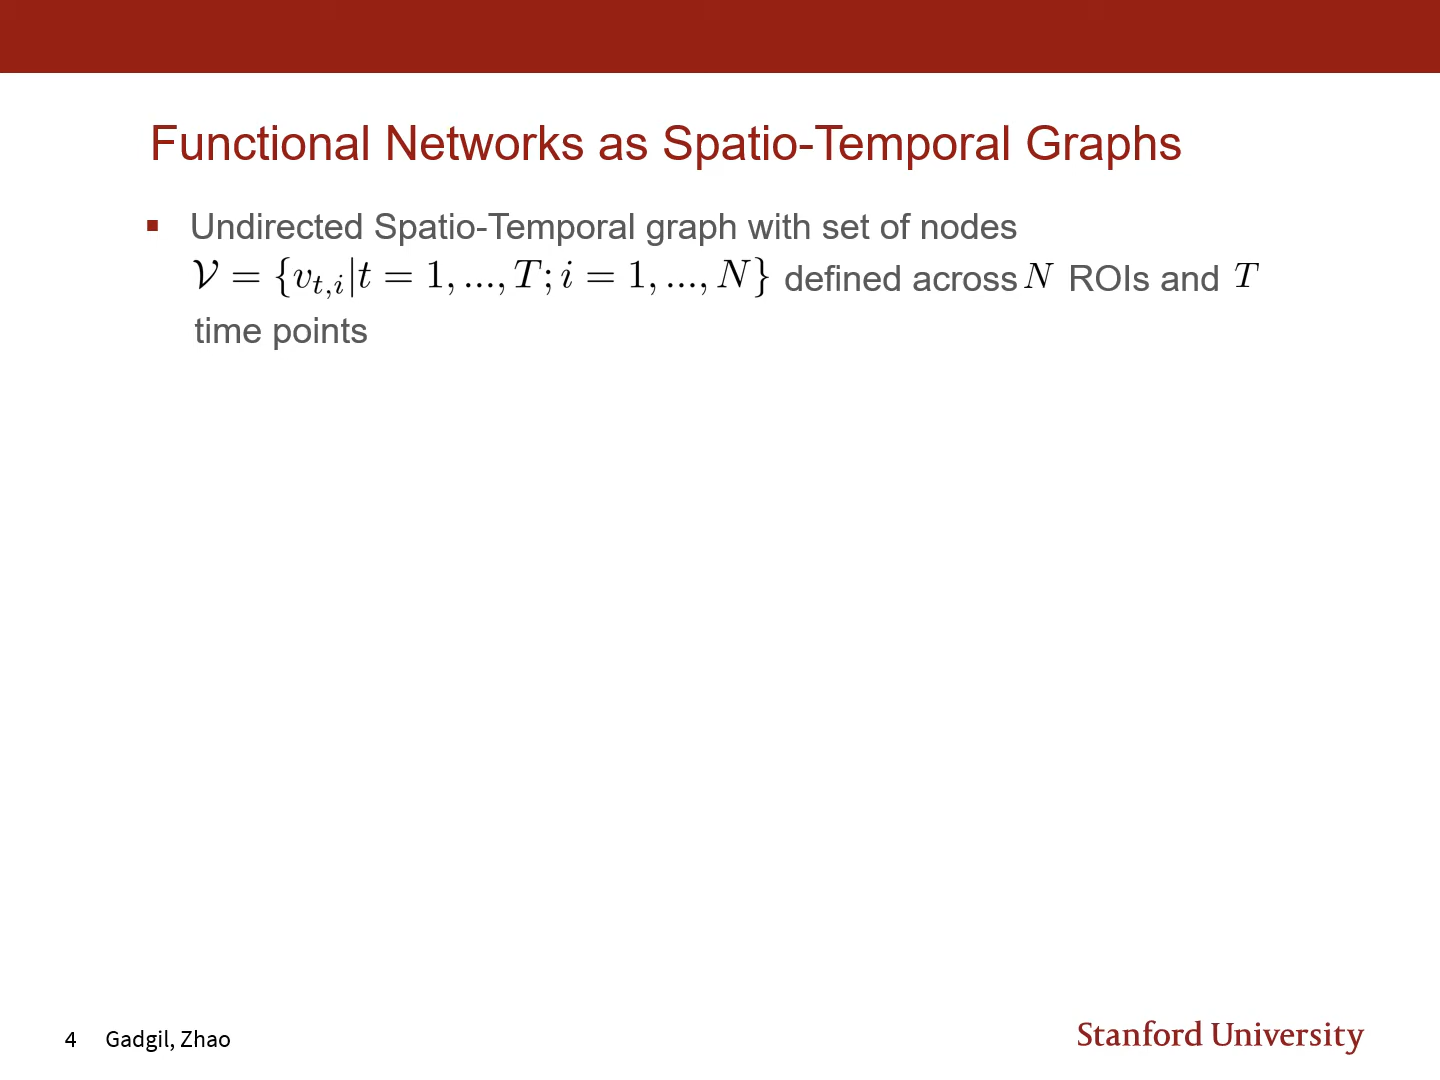 Functional Networks as Spatio-Temporal Graphs
▪ Undirected Spatio-Temporal graph with set of nodes
𝒱 = {v_{t,i}|t = 1, ..., T; i = 1, ..., N} defined across N ROIs and T
time points
4 Gadgil, Zhao
Stanford University